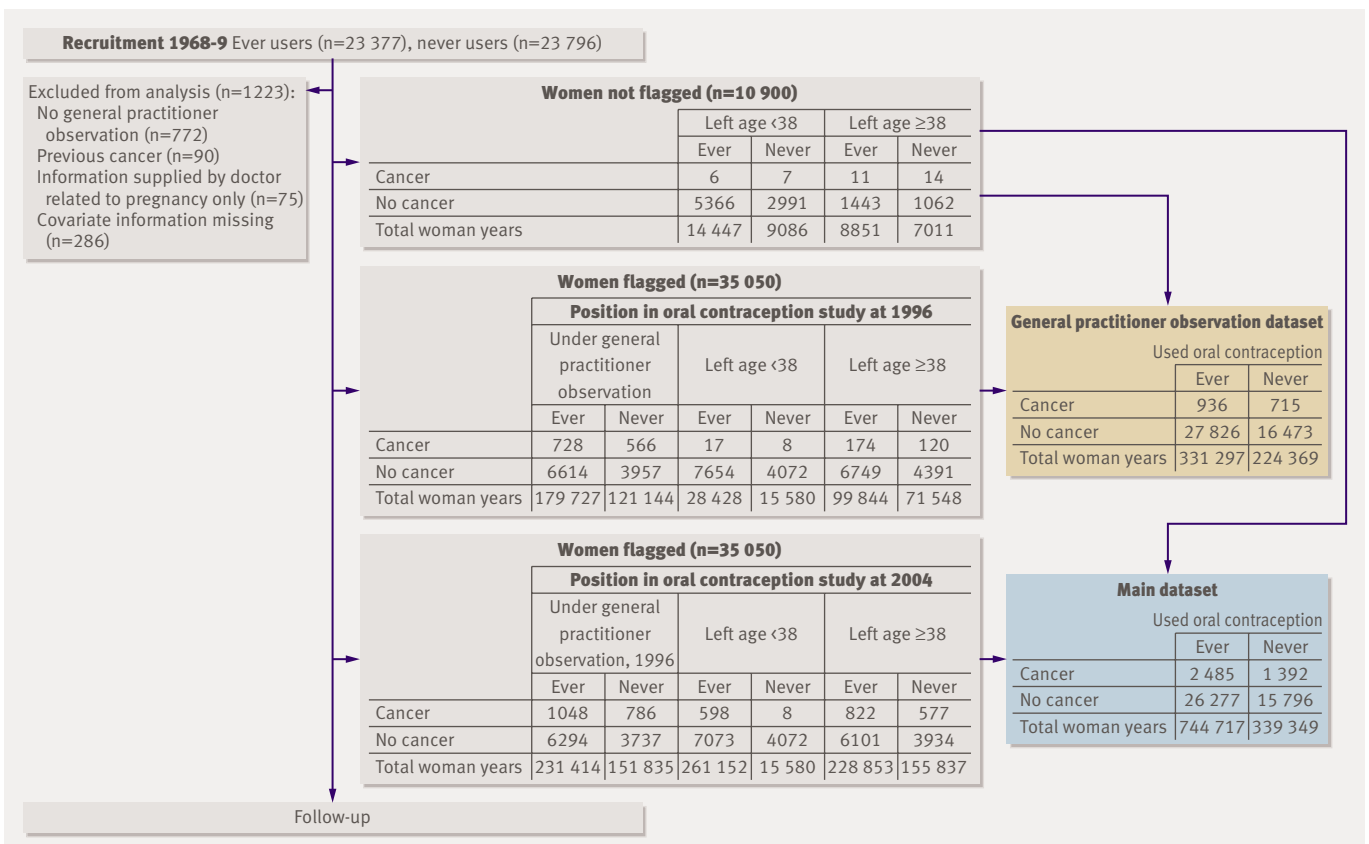 Recruitment 1968-9 Ever users (n=23 377), never users (n=23 796)
Excluded from analysis (n=1223):
No general practitioner
observation (n=772)
Previous cancer (n=90)
Information supplied by doctor
related to pregnancy only (n=75)
Covariate information missing
(n=286)
Women not flagged (n=10 900)
Left age <38 Left age ≥38
Ever Never Ever Never
Cancer 6 7 11 14
No cancer 5366 2991 1443 1062
Total woman years 14 447 9086 8851 7011
Women flagged (n=35 050)
Position in oral contraception study at 1996
Under general
practitioner
observation
Left age <38 Left age ≥38
Ever Never Ever Never Ever Never
Cancer 728 566 17 8 174 120
No cancer 6614 3957 7654 4072 6749 4391
Total woman years 179 727 121 144 28 428 15 580 99 844 71 548
General practitioner observation dataset
Used oral contraception
Ever Never
Cancer 936 715
No cancer 27 826 16 473
Total woman years 331 297 224 369
Women flagged (n=35 050)
Position in oral contraception study at 2004
Under general
practitioner
observation, 1996
Left age <38 Left age ≥38
Ever Never Ever Never Ever Never
Cancer 1048 786 598 8 822 577
No cancer 6294 3737 7073 4072 6101 3934
Total woman years 231 414 151 835 261 152 15 580 228 853 155 837
Main dataset
Used oral contraception
Ever Never
Cancer 2 485 1 392
No cancer 26 277 15 796
Total woman years 744 717 339 349
Follow-up